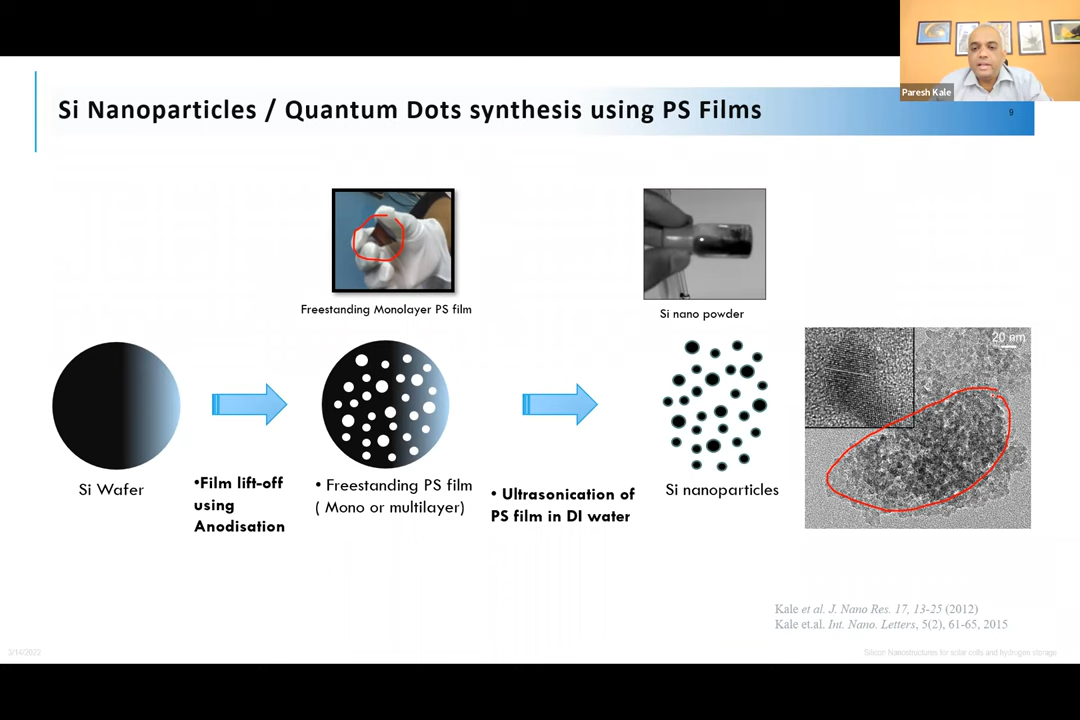 Paresh Kale
Si Nanoparticles / Quantum Dots synthesis using PS Films
9
Freestanding Monolayer PS film
Si nano powder
20 nm
Si Wafer
•Film lift-off
using
Anodisation
• Freestanding PS film
( Mono or multilayer)
• Ultrasonication of
PS film in DI water
Si nanoparticles
Kale et al. J. Nano Res. 17, 13-25 (2012)
Kale et.al. Int. Nano. Letters, 5(2), 61-65, 2015
3/14/2022
Silicon Nanostructures for solar cells and hydrogen storage